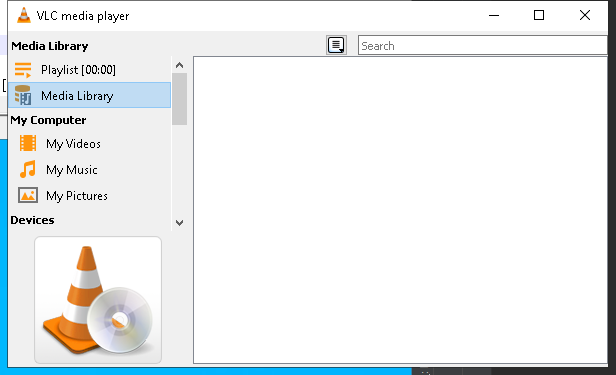 VLC media player
Media Library
Search
Playlist [00:00]
Media Library
My Computer
My Videos
My Music
My Pictures
Devices